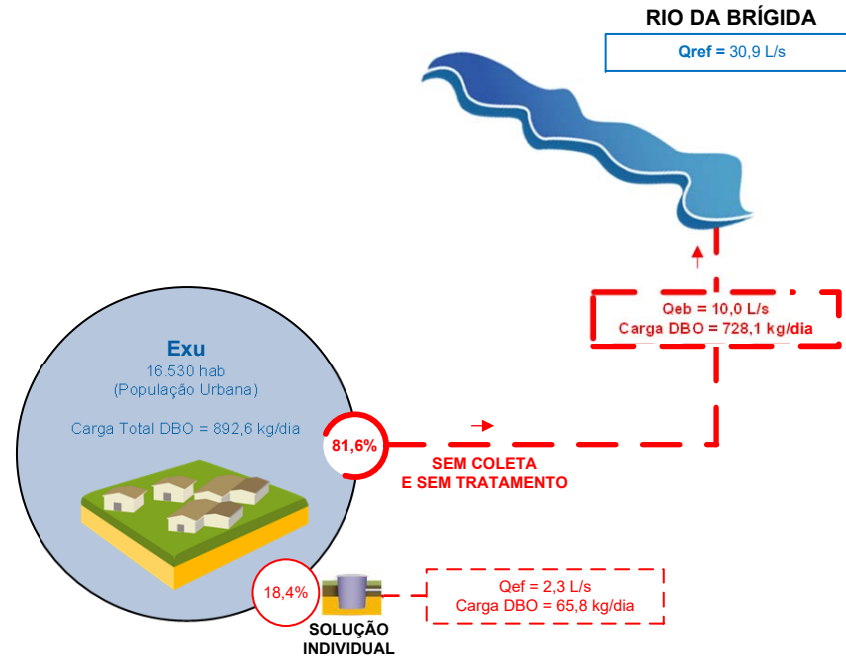 RIO DA BRÍGIDA
Qref = 30,9 L/s
Qeb = 10,0 L/s
Carga DBO = 728,1 kg/dia
Exu
16.530 hab
(População Urbana)
Carga Total DBO = 892,6 kg/dia
81,6%
SEM COLETA
E SEM TRATAMENTO
18,4%
SOLUÇÃO
INDIVIDUAL
Qef = 2,3 L/s
Carga DBO = 65,8 kg/dia